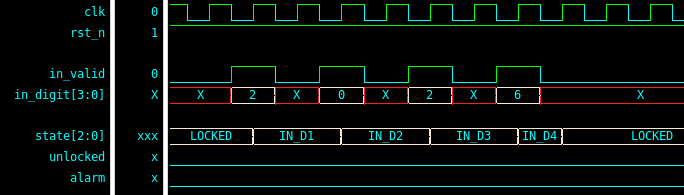 clk 0
rst_n 1
in_valid 0
in_digit[3:0] X X 2 X 0 X 2 X 6 X
state[2:0] xxx LOCKED IN_D1 IN_D2 IN_D3 IN_D4 LOCKED
unlocked x
alarm x